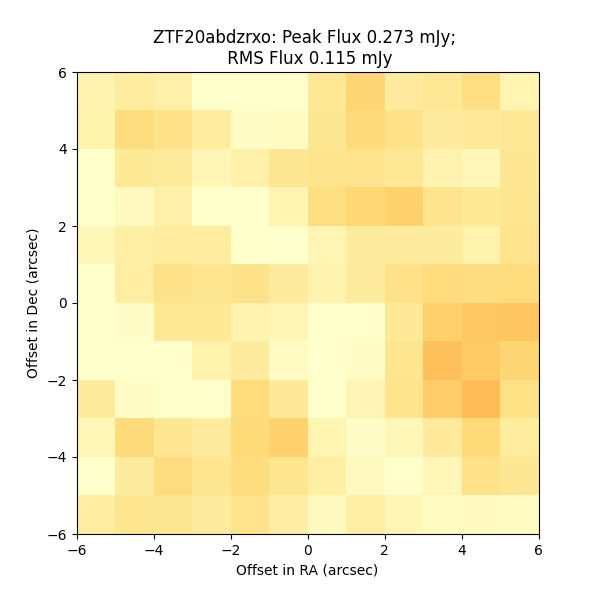 ZTF20abdzrxo: Peak Flux 0.273 mJy;
RMS Flux 0.115 mJy
6
4
2
0
−2
−4
−6
Offset in Dec (arcsec)
−6 −4 −2 0 2 4 6
Offset in RA (arcsec)